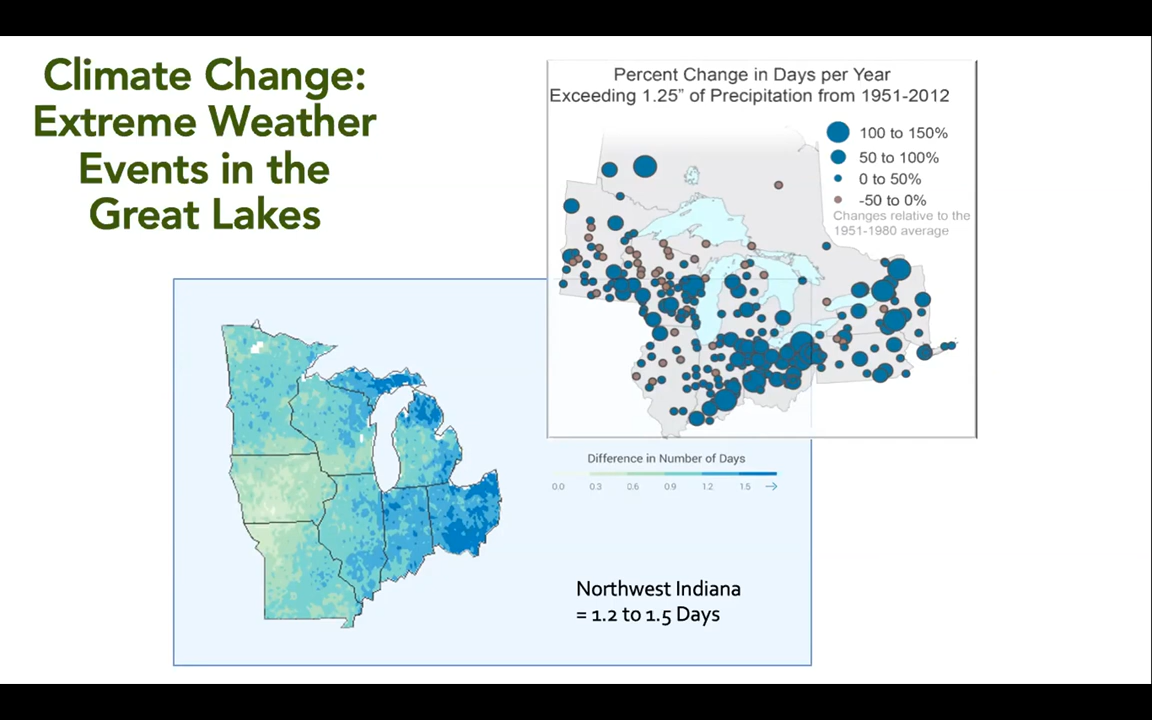 Climate Change:
Extreme Weather
Events in the
Great Lakes
Percent Change in Days per Year
Exceeding 1.25” of Precipitation from 1951-2012
100 to 150%
50 to 100%
0 to 50%
-50 to 0%
Changes relative to the
1951-1980 average
Difference in Number of Days
0.0 0.3 0.6 0.9 1.2 1.5
Northwest Indiana
= 1.2 to 1.5 Days